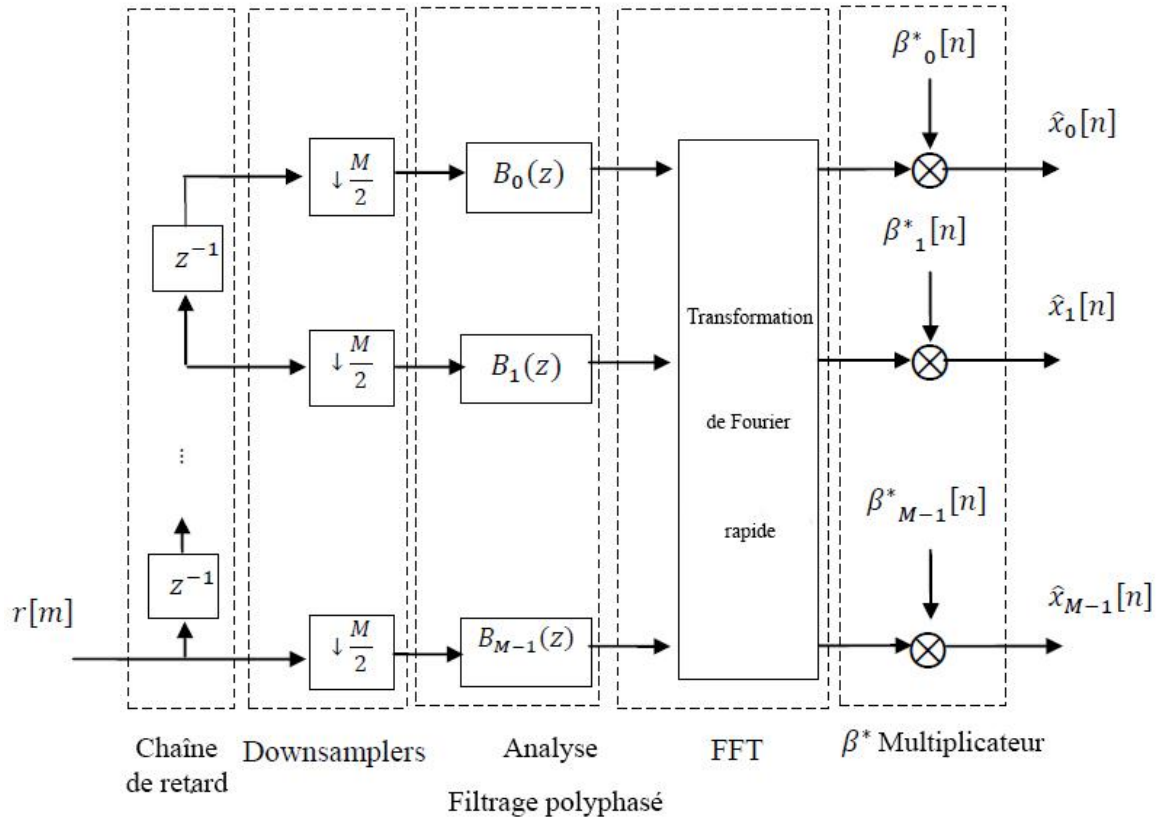 β*₀[n]
x̂₀[n]
↓ M/2
B₀(z)
β*₁[n]
z⁻¹
x̂₁[n]
Transformation
↓ M/2
B₁(z)
de Fourier
⋮
β*_{M−1}[n]
rapide
z⁻¹
x̂_{M−1}[n]
r[m]
↓ M/2
B_{M−1}(z)
Chaîne
de retard
Downsamplers
Analyse
Filtrage polyphasé
FFT
β* Multiplicateur